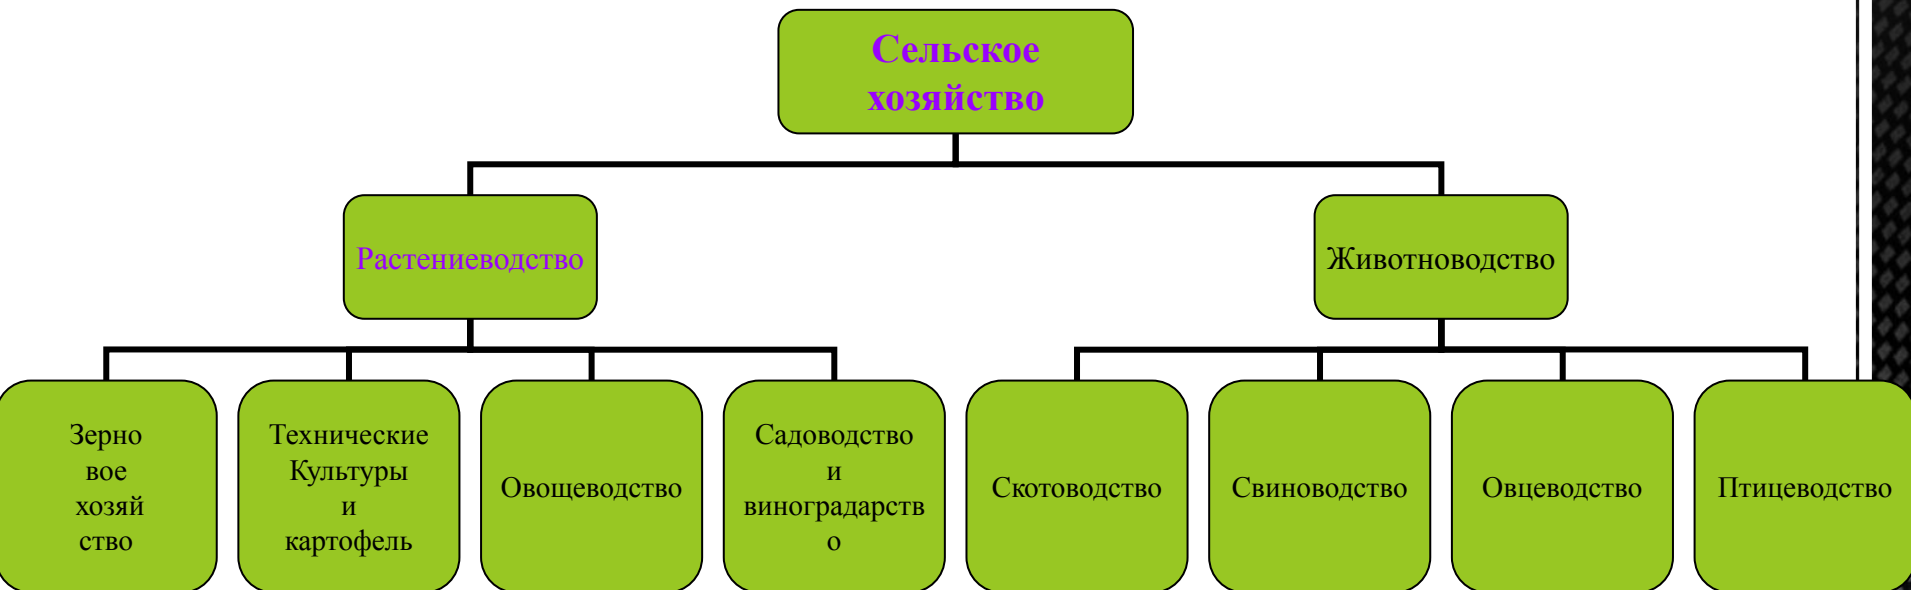 Сельское
хозяйство
Растениеводство
Животноводство
Зерно
вое
хозяй
ство
Технические
Культуры
и
картофель
Овощеводство
Садоводство
и
виноградарств
о
Скотоводство
Свиноводство
Овцеводство
Птицеводство